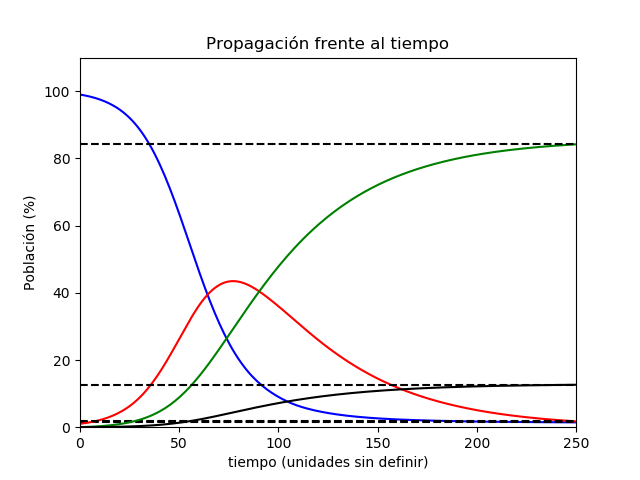 Propagación frente al tiempo
Población (%)
100
80
60
40
20
0
0 50 100 150 200 250
tiempo (unidades sin definir)